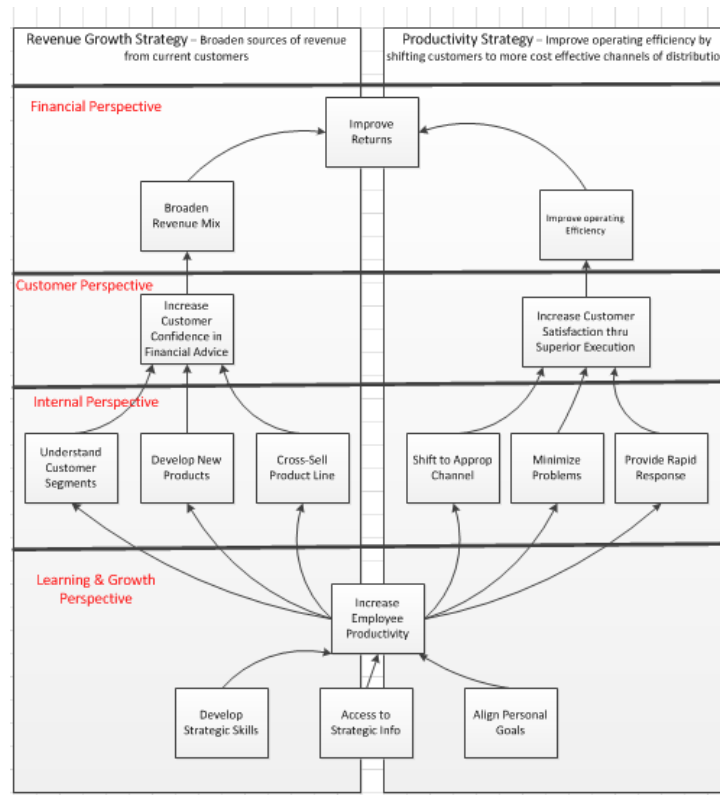 Revenue Growth Strategy – Broaden sources of revenue
from current customers
Productivity Strategy – Improve operating efficiency by
shifting customers to more cost effective channels of distributio
Financial Perspective
Improve
Returns
Broaden
Revenue Mix
Improve operating
Efficiency
Customer Perspective
Increase
Customer
Confidence in
Financial Advice
Increase Customer
Satisfaction thru
Superior Execution
Internal Perspective
Understand
Customer
Segments
Develop New
Products
Cross-Sell
Product Line
Shift to Approp
Channel
Minimize
Problems
Provide Rapid
Response
Learning & Growth
Perspective
Increase
Employee
Productivity
Develop
Strategic Skills
Access to
Strategic Info
Align Personal
Goals